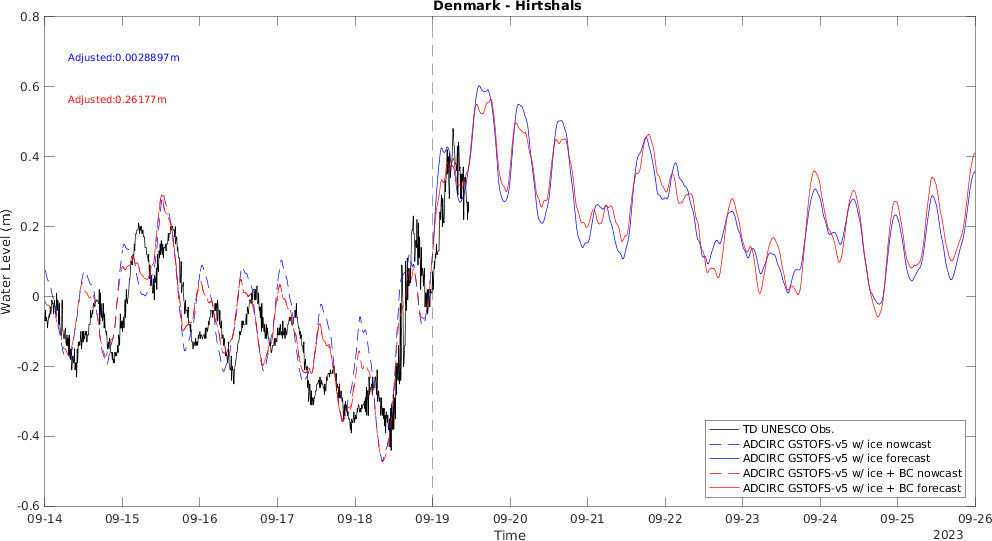 Denmark - Hirtshals
0.8
Adjusted:0.0028897m
0.6
Adjusted:0.26177m
0.4
0.2
Water Level (m)
0
-0.2
-0.4
-0.6
TD UNESCO Obs.
ADCIRC GSTOFS-v5 w/ ice nowcast
ADCIRC GSTOFS-v5 w/ ice forecast
ADCIRC GSTOFS-v5 w/ ice + BC nowcast
ADCIRC GSTOFS-v5 w/ ice + BC forecast
09-14 09-15 09-16 09-17 09-18 09-19 09-20 09-21 09-22 09-23 09-24 09-25 09-26
Time
2023